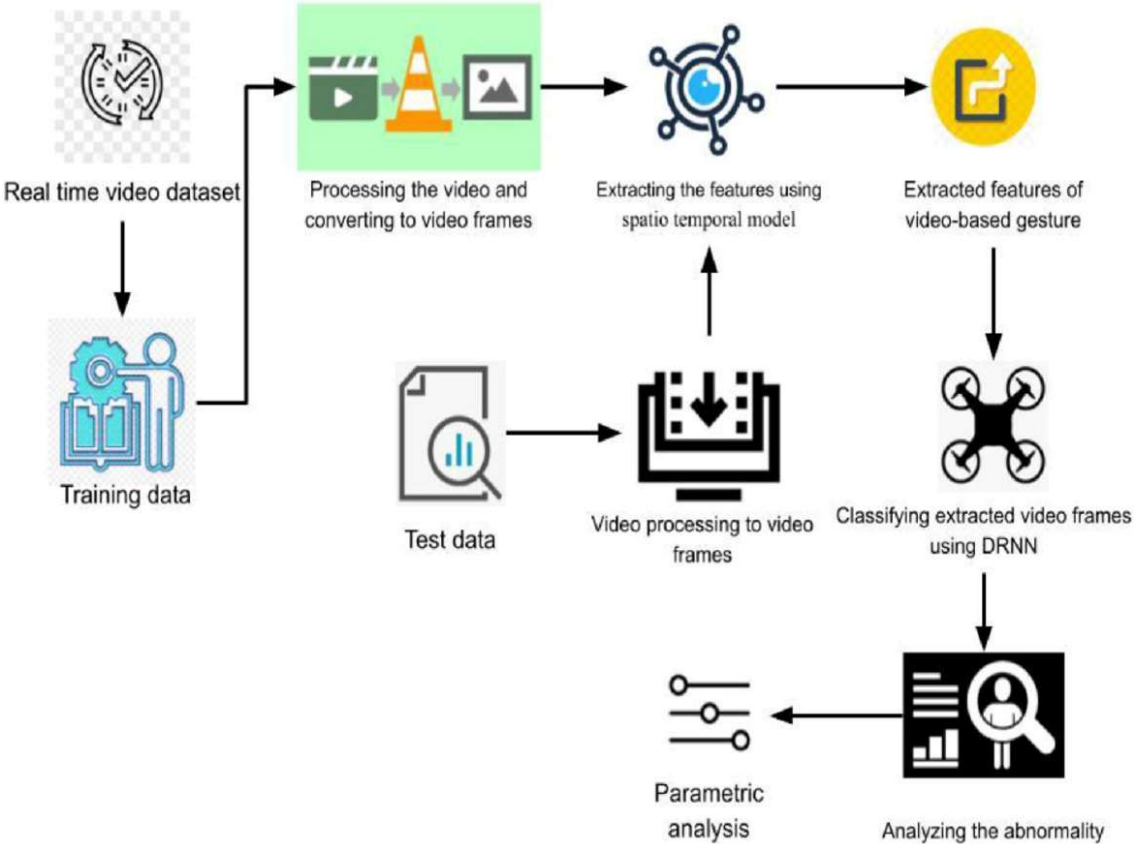 Real time video dataset
Processing the video and
converting to video frames
Extracting the features using
spatio temporal model
Extracted features of
video-based gesture
Training data
Test data
Video processing to video
frames
Classifying extracted video frames
using DRNN
Parametric
analysis
Analyzing the abnormality